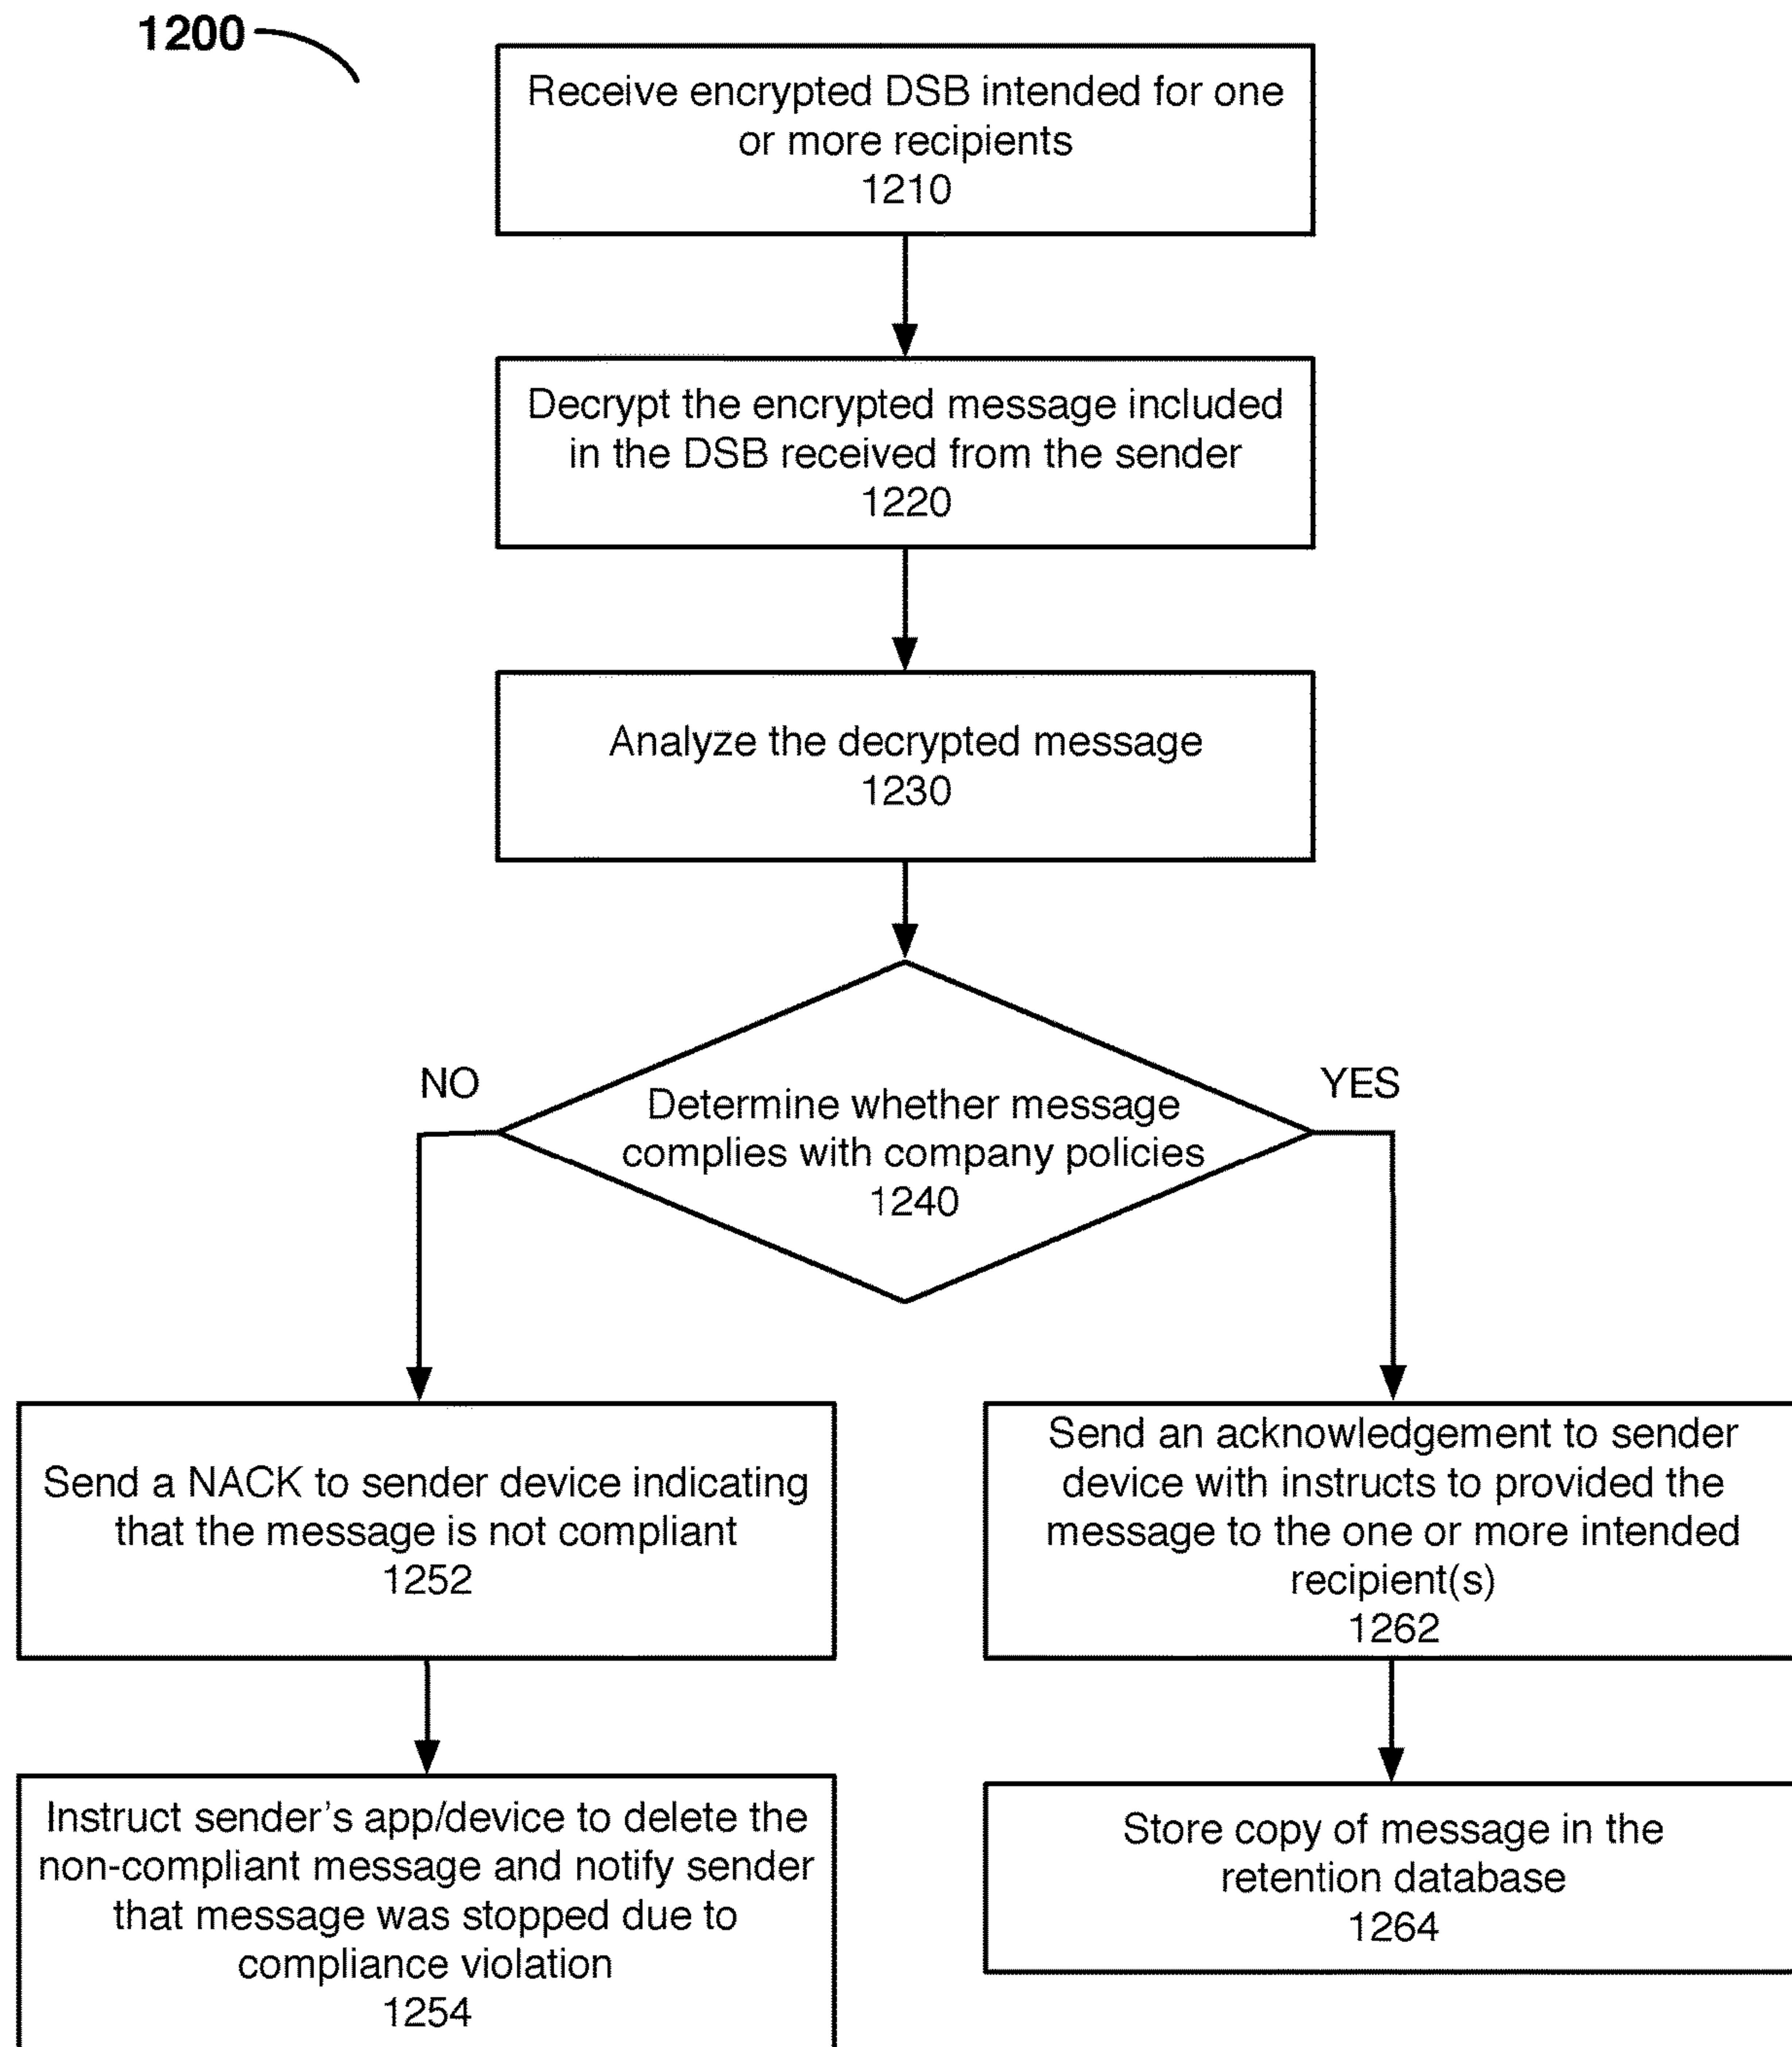 1200
Receive encrypted DSB intended for one
or more recipients
1210
Decrypt the encrypted message included
in the DSB received from the sender
1220
Analyze the decrypted message
1230
NO
YES
Determine whether message
complies with company policies
1240
Send a NACK to sender device indicating
that the message is not compliant
1252
Send an acknowledgement to sender
device with instructs to provided the
message to the one or more intended
recipient(s)
1262
Instruct sender's app/device to delete the
non-compliant message and notify sender
that message was stopped due to
compliance violation
1254
Store copy of message in the
retention database
1264